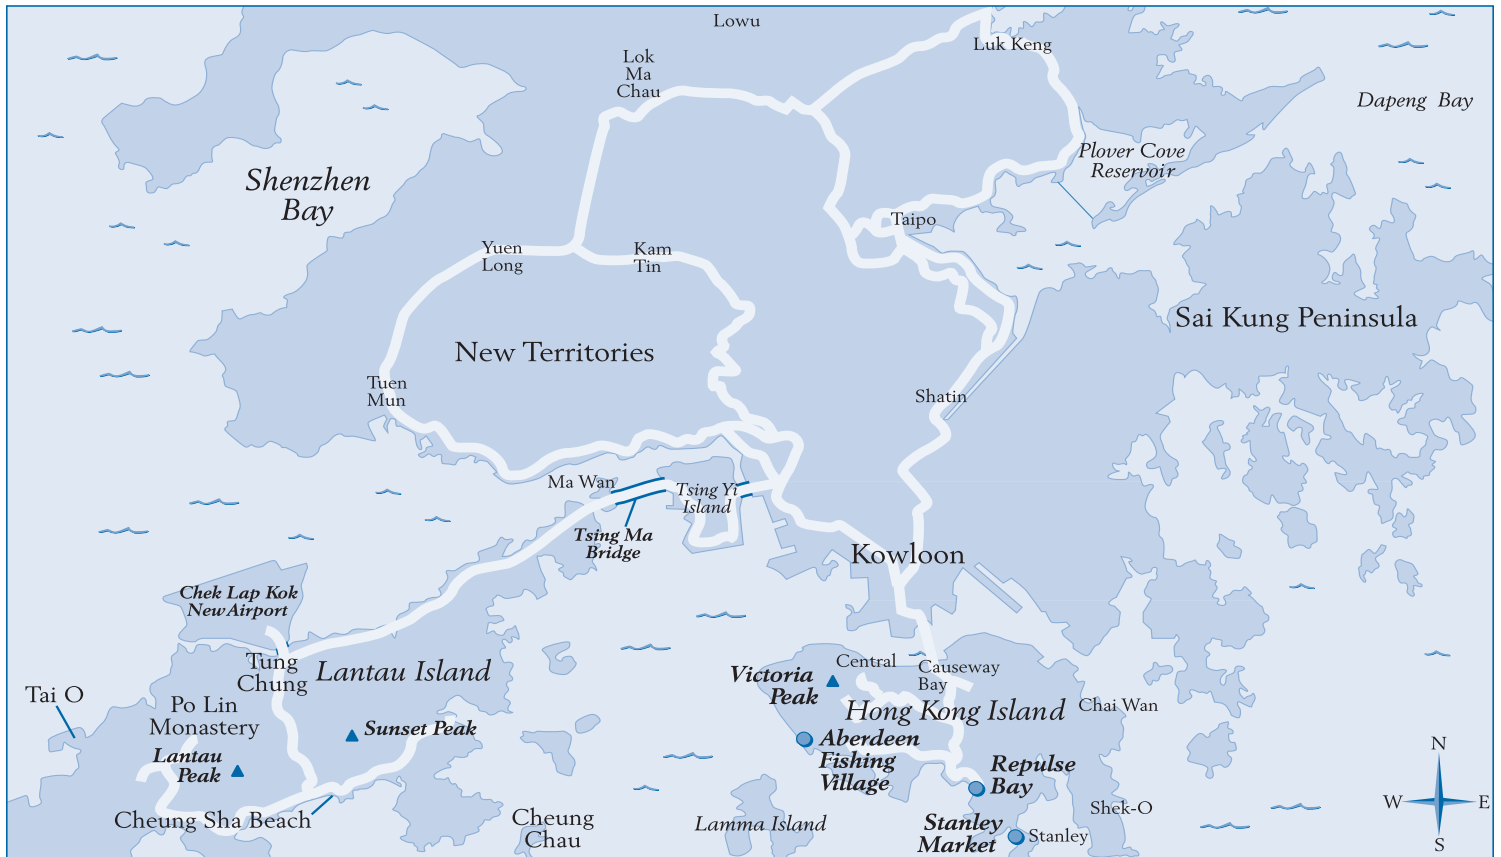 Lowu
Luk Keng
Lok
Ma
Chau
Dapeng Bay
Plover Cove
Reservoir
Shenzhen
Bay
Taipo
Yuen
Long
Kam
Tin
Sai Kung Peninsula
New Territories
Tuen
Mun
Shatin
Ma Wan
Tsing Yi
Island
Tsing Ma
Bridge
Kowloon
Chek Lap Kok
New Airport
Tung
Chung
Lantau Island
Central
Causeway
Bay
Victoria
Peak
Tai O
Po Lin
Monastery
Hong Kong Island
Chai Wan
Sunset Peak
Lantau
Peak
Aberdeen
Fishing
Village
Repulse
Bay
N
W
E
S
Cheung Sha Beach
Cheung
Chau
Lamma Island
Shek-O
Stanley
Market
Stanley